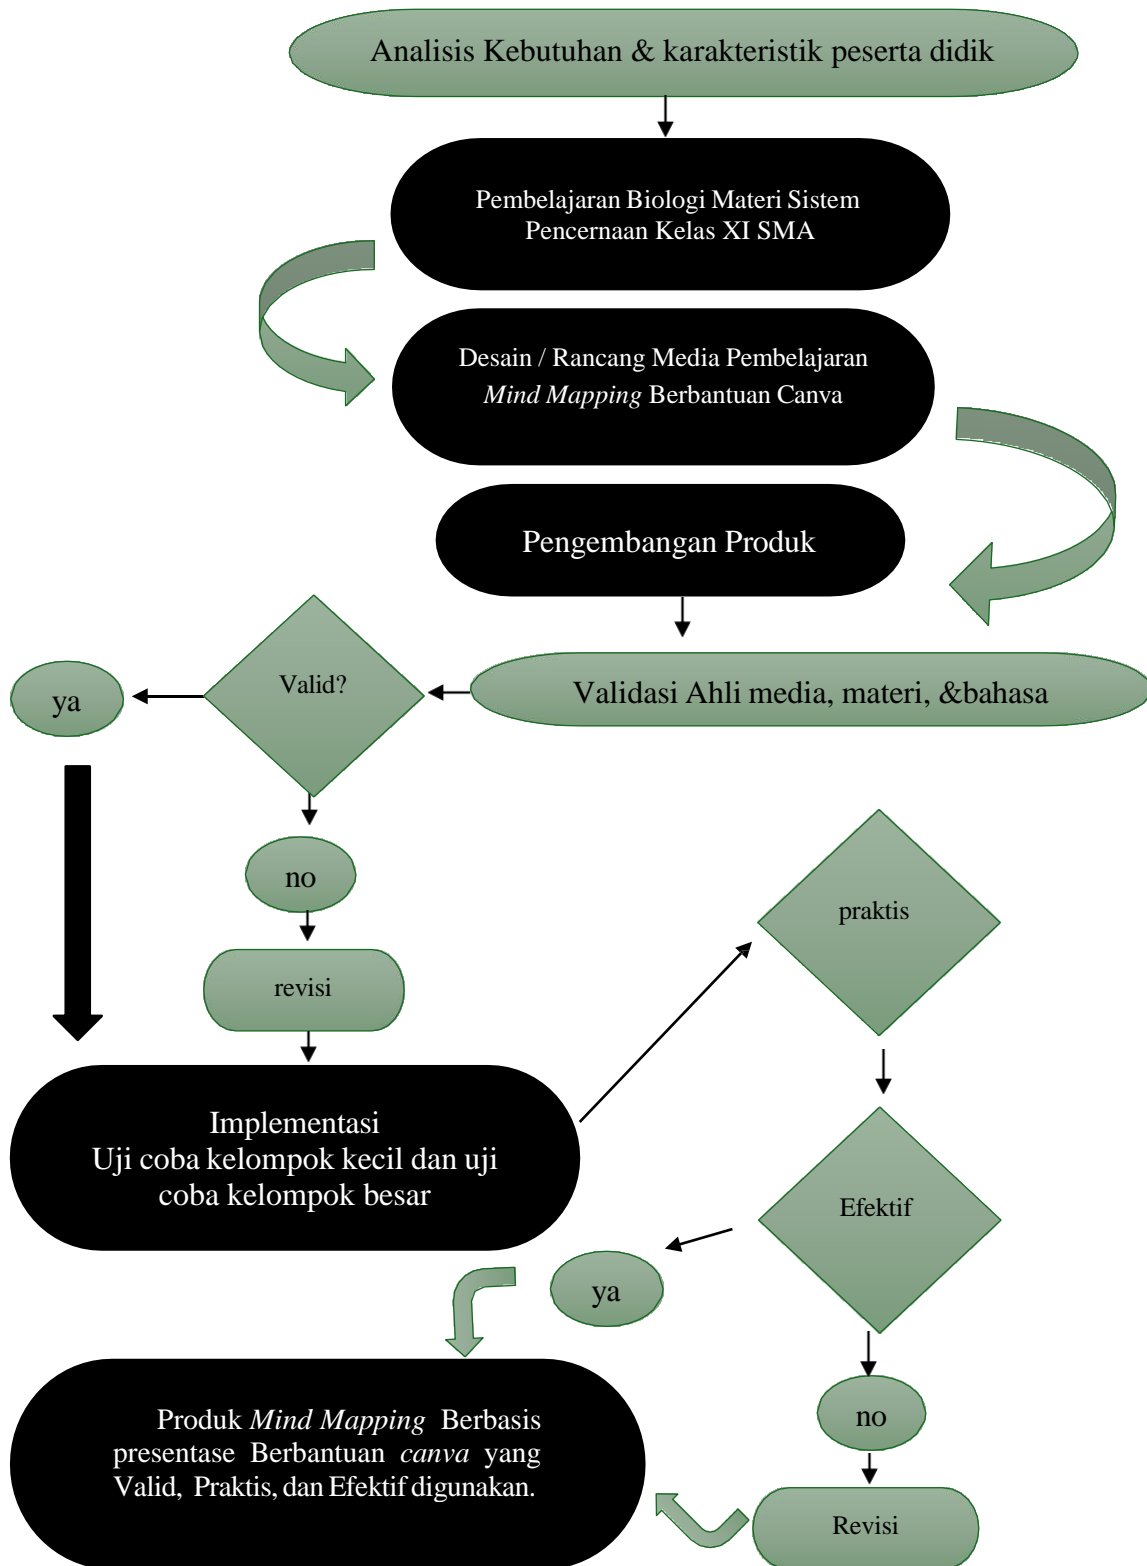 Analisis Kebutuhan & karakteristik peserta didik
Pembelajaran Biologi Materi Sistem
Pencernaan Kelas XI SMA
Desain / Rancang Media Pembelajaran
Mind Mapping Berbantuan Canva
Pengembangan Produk
Validasi Ahli media, materi, &bahasa
Valid?
ya
no
revisi
Implementasi
Uji coba kelompok kecil dan uji
coba kelompok besar
praktis
Efektif
ya
no
Revisi
Produk Mind Mapping Berbasis
presentase Berbantuan canva yang
Valid, Praktis, dan Efektif digunakan.